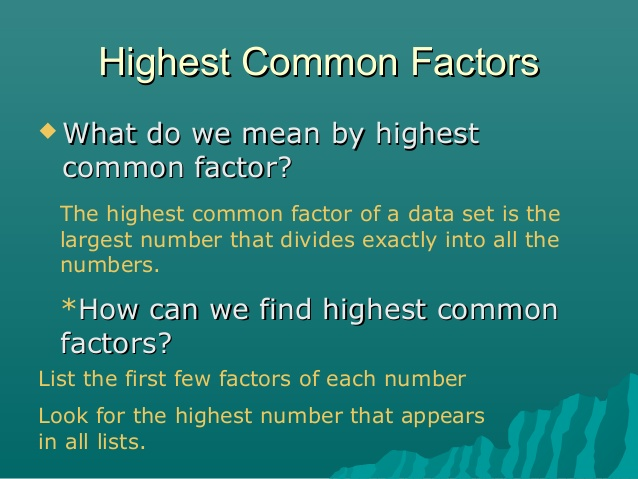 Highest Common Factors
What do we mean by highest
common factor?
The highest common factor of a data set is the
largest number that divides exactly into all the
numbers.
*How can we find highest common
factors?
List the first few factors of each number
Look for the highest number that appears
in all lists.